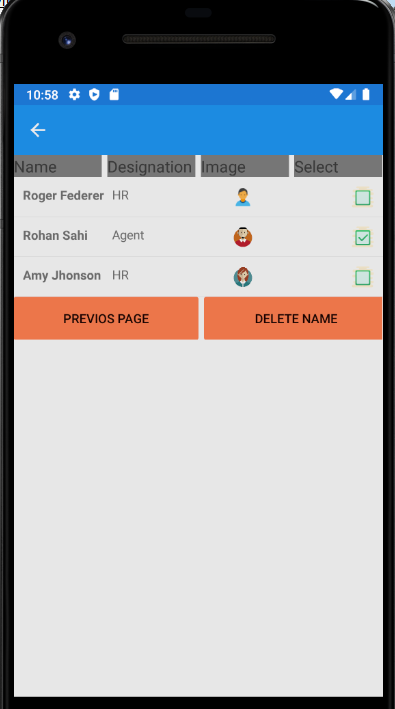 10:58
Name Designation Image Select
Roger Federer HR
Rohan Sahi Agent
Amy Jhonson HR
PREVIOS PAGE DELETE NAME